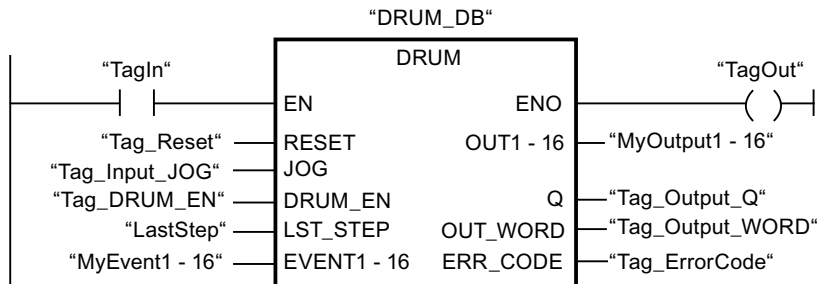 “DRUM_DB“
DRUM
“TagIn“ “TagOut“
EN ENO
“Tag_Reset“ RESET OUT1 - 16 “MyOutput1 - 16“
“Tag_Input_JOG“ JOG
“Tag_DRUM_EN“ DRUM_EN Q “Tag_Output_Q“
“LastStep“ LST_STEP OUT_WORD “Tag_Output_WORD“
“MyEvent1 - 16“ EVENT1 - 16 ERR_CODE “Tag_ErrorCode“